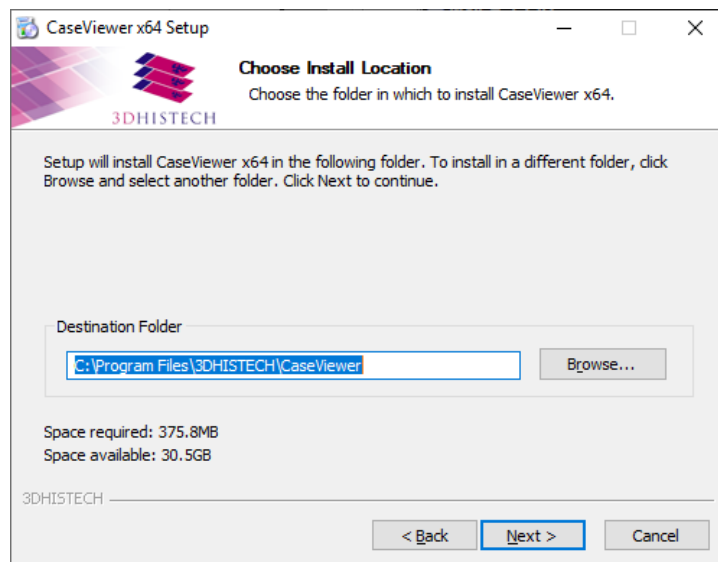 CaseViewer x64 Setup
3DHISTECH
Choose Install Location
Choose the folder in which to install CaseViewer x64.
Setup will install CaseViewer x64 in the following folder. To install in a different folder, click
Browse and select another folder. Click Next to continue.
Destination Folder
C:\Program Files\3DHISTECH\CaseViewer
Browse...
Space required: 375.8MB
Space available: 30.5GB
3DHISTECH
< Back
Next >
Cancel